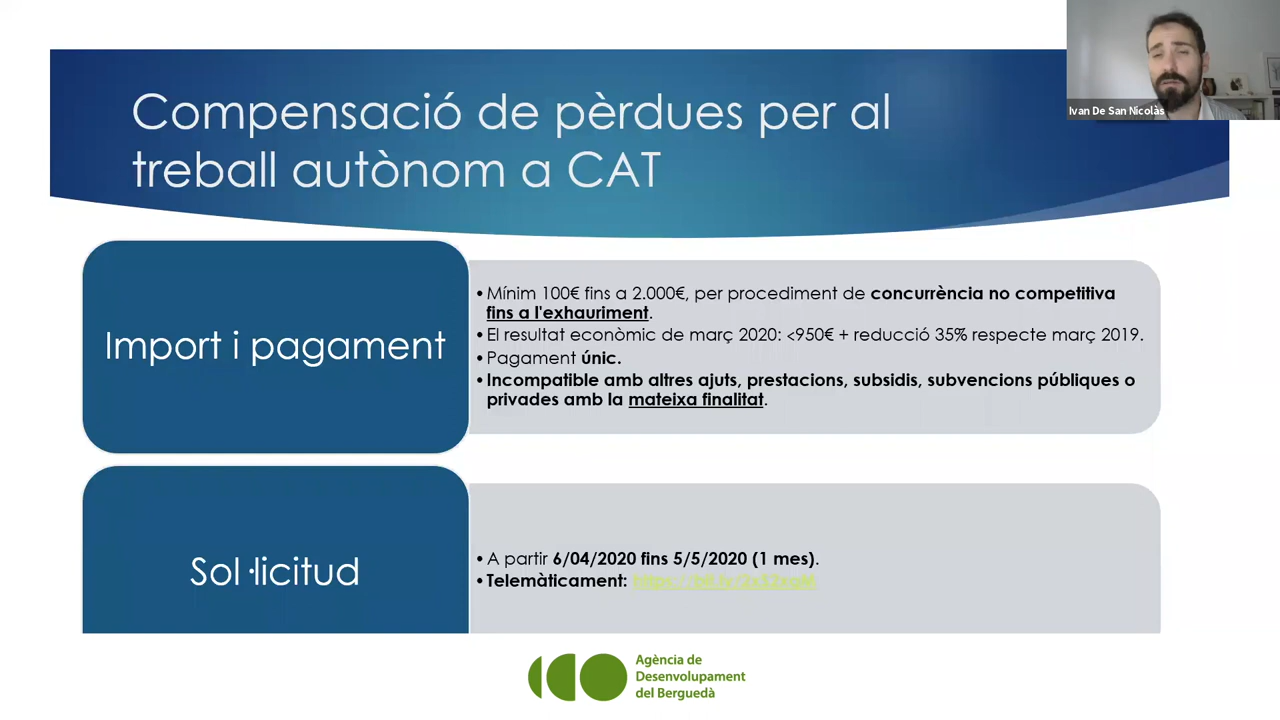 Compensació de pèrdues per al
treball autònom a CAT
Ivan De San Nicolàs
Import i pagament
• Mínim 100€ fins a 2.000€, per procediment de concurrència no competitiva
fins a l'exhauriment.
• El resultat econòmic de març 2020: <950€ + reducció 35% respecte març 2019.
• Pagament únic.
• Incompatible amb altres ajuts, prestacions, subsidis, subvencions públiques o
privades amb la mateixa finalitat.
Sol·licitud
• A partir 6/04/2020 fins 5/5/2020 (1 mes).
• Telemàticament:
Agència de
Desenvolupament
del Berguedà